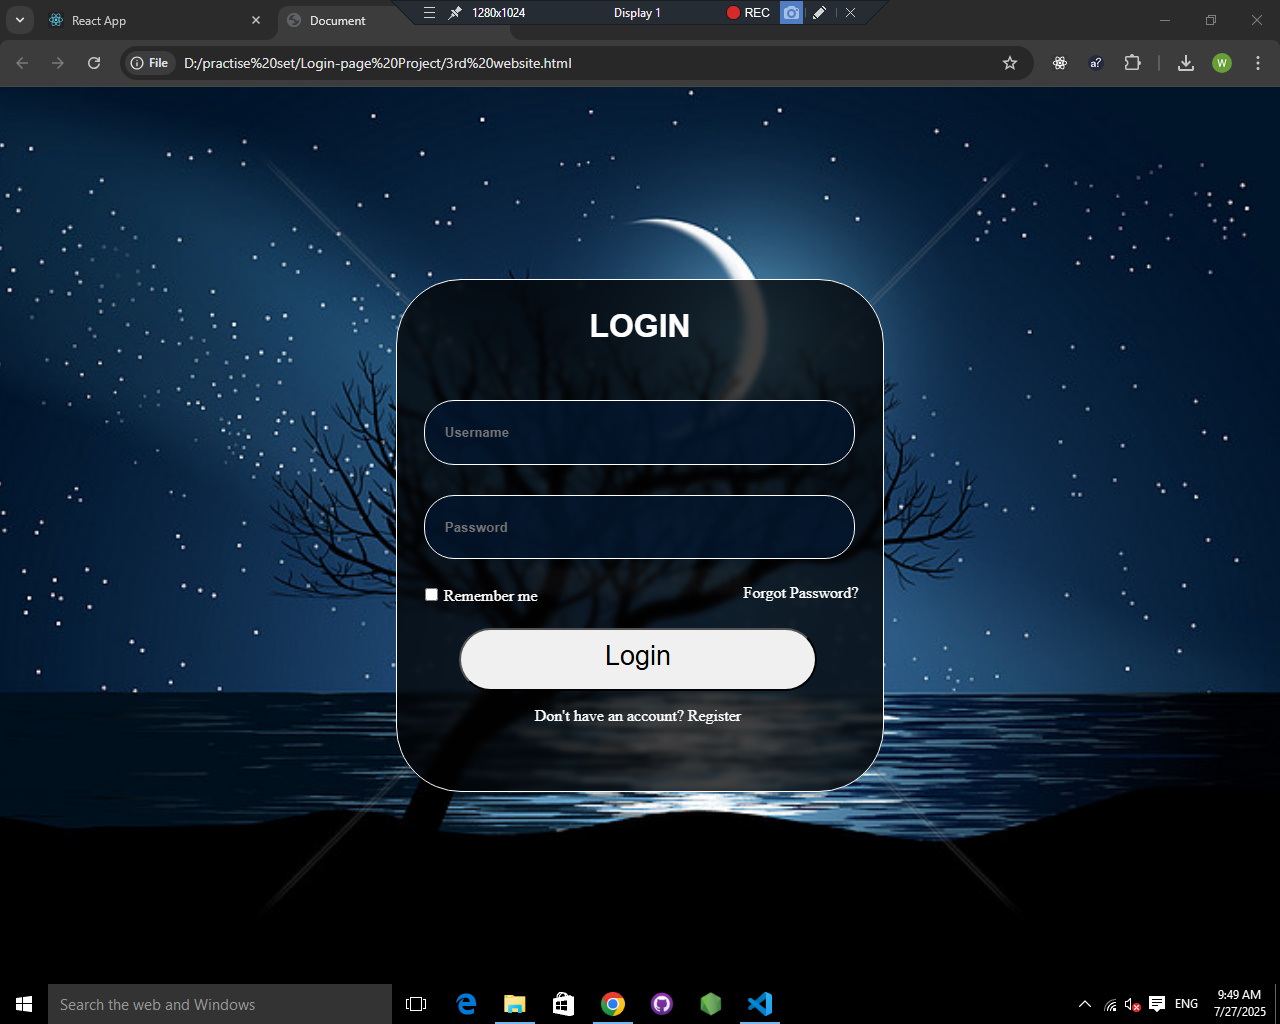 React App
Document
1280x1024
Display 1
REC
File
D:/practise%20set/Login-page%20Project/3rd%20website.html
a?
W
LOGIN
Username
Password
Remember me
Forgot Password?
Login
Don't have an account? Register
Search the web and Windows
ENG
9:49 AM
7/27/2025